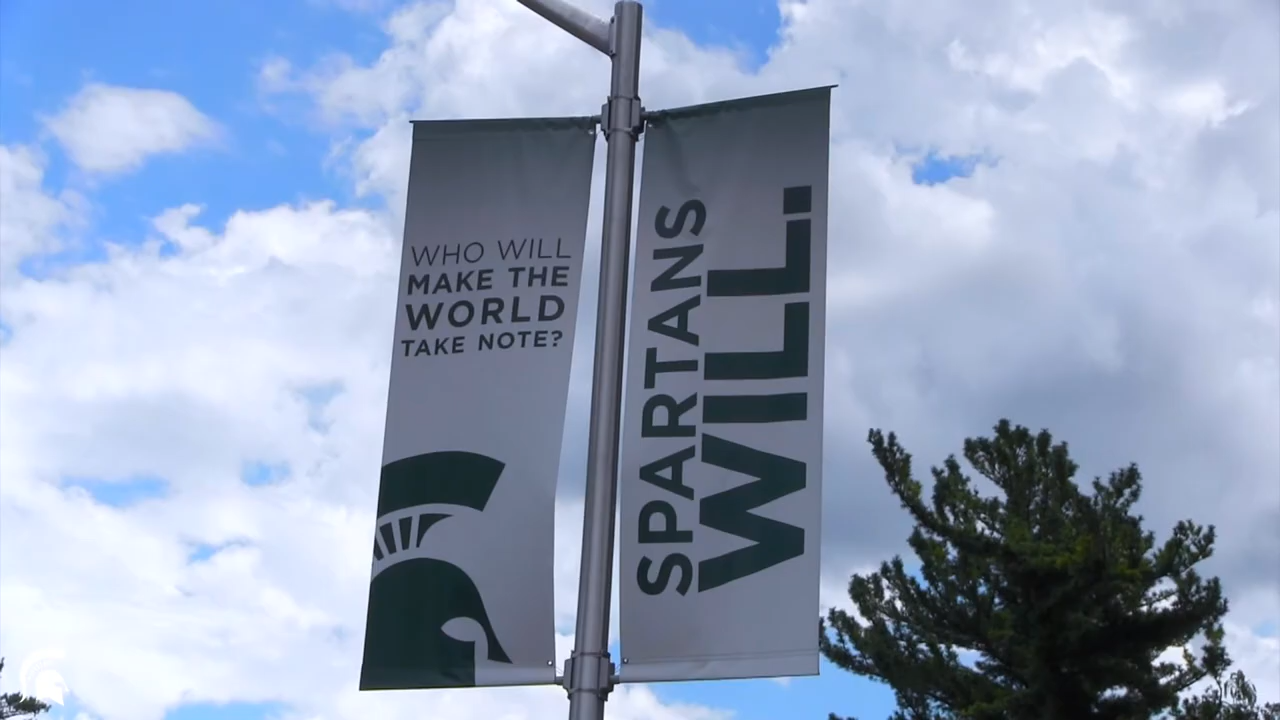 WHO WILL
MAKE THE
WORLD
TAKE NOTE?
SPARTANS
WILL.